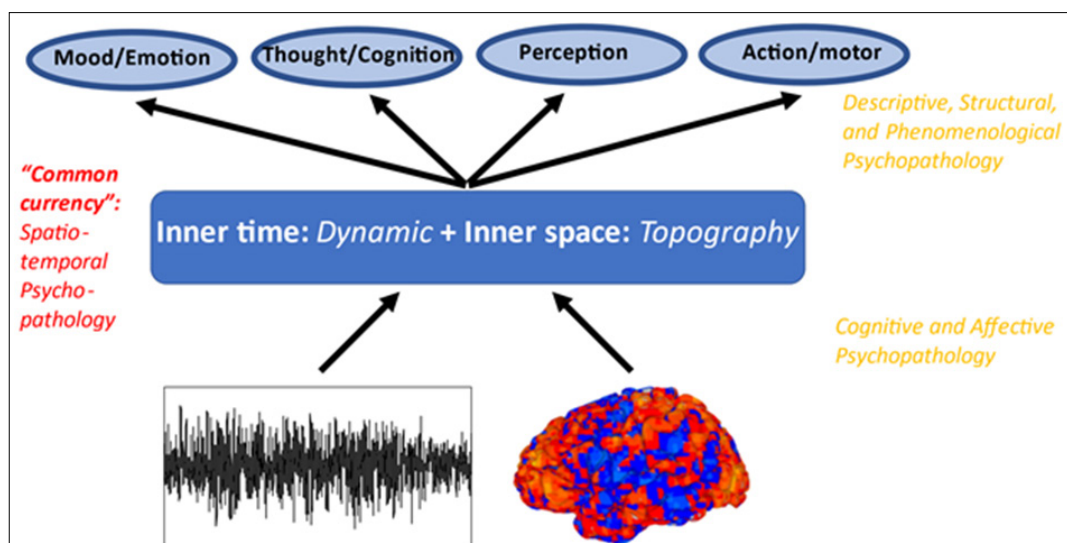 Mood/Emotion
Thought/Cognition
Perception
Action/motor
Descriptive, Structural,
and Phenomenological
Psychopathology
“Common
currency”:
Spatio-
temporal
Psycho-
pathology
Inner time: Dynamic + Inner space: Topography
Cognitive and Affective
Psychopathology